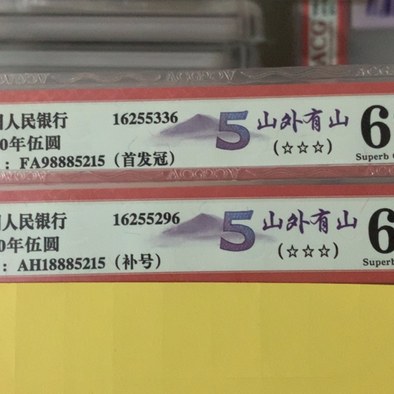 ACG
人民银行 16255336 5 山外有山 6
0年伍圆 (☆☆☆) Superb
: FA98885215 (首发冠)
人民银行 16255296 5 山外有山 6
0年伍圆 (☆☆☆) Superb
: AH18885215 (补号)